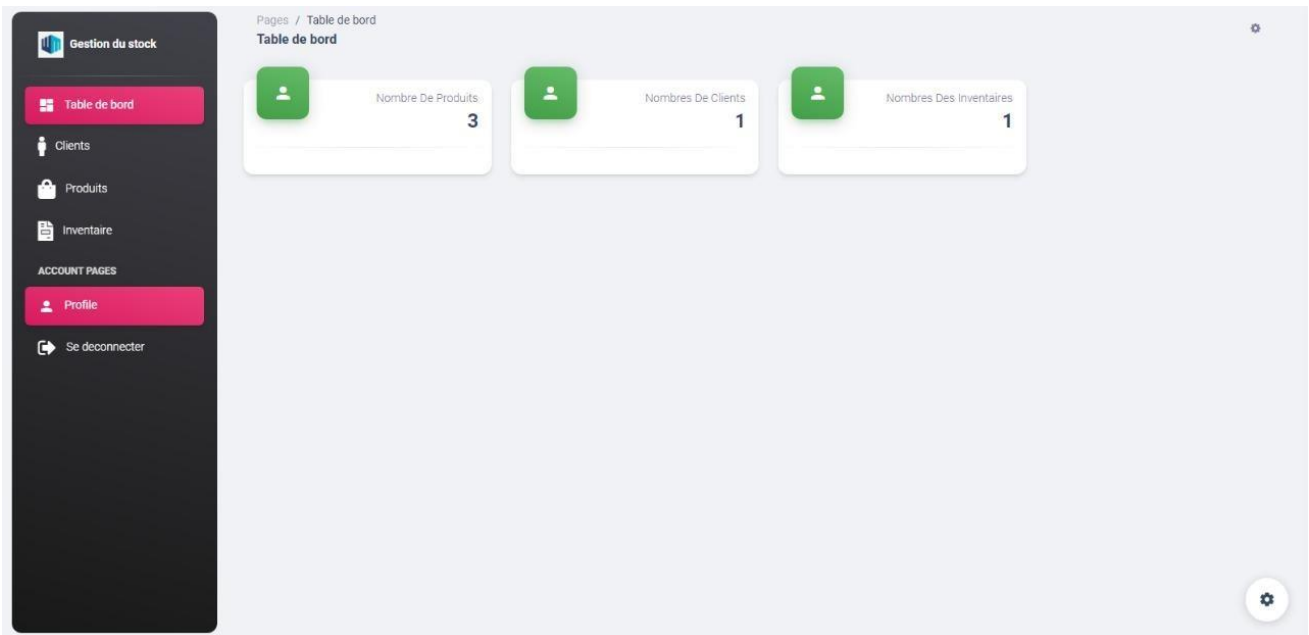 Gestion du stock
Table de bord
Clients
Produits
Inventaire
ACCOUNT PAGES
Profile
Se deconnecter
Pages / Table de bord
Table de bord
Nombre De Produits
3
Nombres De Clients
1
Nombres Des Inventaires
1